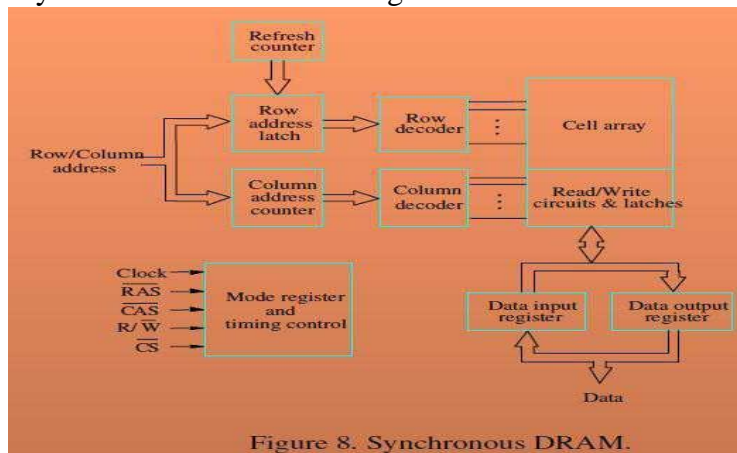 Refresh
counter
Row
address
latch
Row
decoder
Cell array
Row/Column
address
Column
address
counter
Column
decoder
Read/Write
circuits & latches
Clock
RAS
CAS
R/ W
CS
Mode register
and
timing control
Data input
register
Data output
register
Data
Figure 8. Synchronous DRAM.